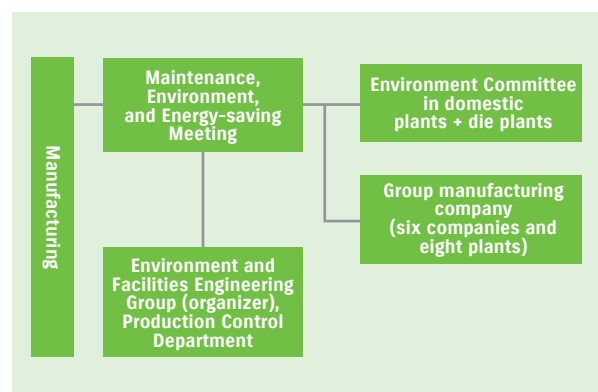 Manufacturing
Maintenance,
Environment,
and Energy-saving
Meeting
Environment Committee
in domestic
plants + die plants
Group manufacturing
company
(six companies and
eight plants)
Environment and
Facilities Engineering
Group (organizer),
Production Control
Department